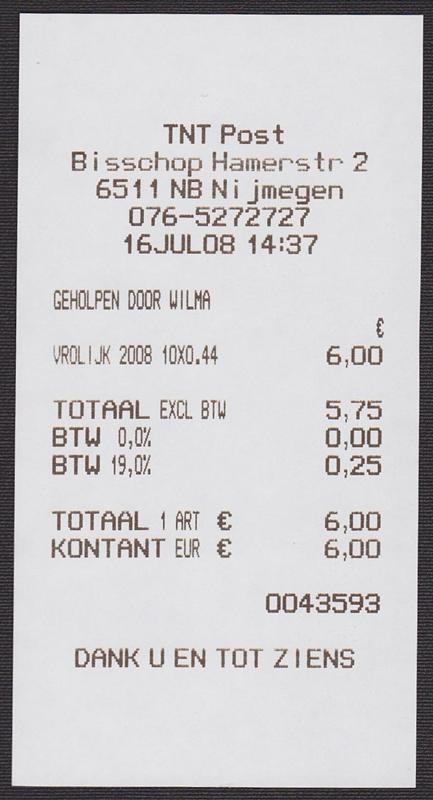 TNT Post
Bisschop Hamerstr 2
6511 NB Nijmegen
076-5272727
16JUL08 14:37
GEHOLPEN DOOR WILMA
€
VROLIJK 2008 10X0.44 6,00
TOTAAL EXCL BTW 5,75
BTW 0,0% 0,00
BTW 19,0% 0,25
TOTAAL 1 ART € 6,00
KONTANT EUR € 6,00
0043593
DANK U EN TOT ZIENS